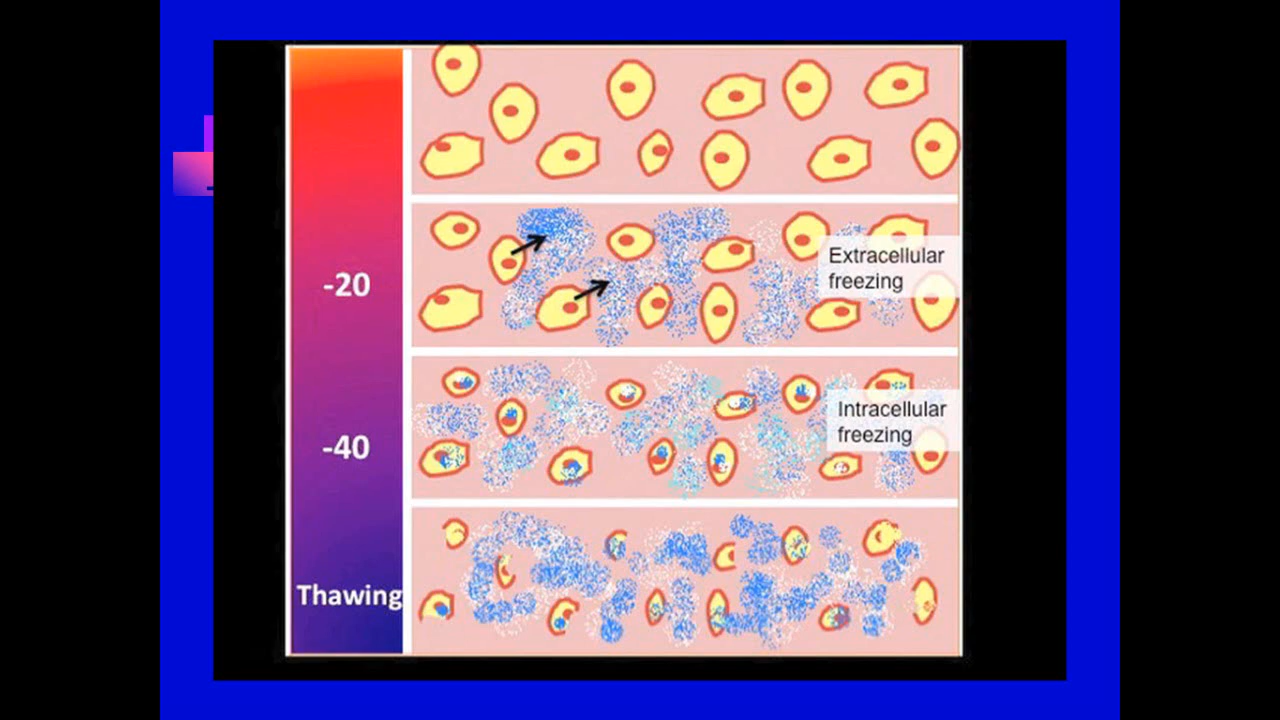 -20
Extracellular
freezing
-40
Intracellular
freezing
Thawing